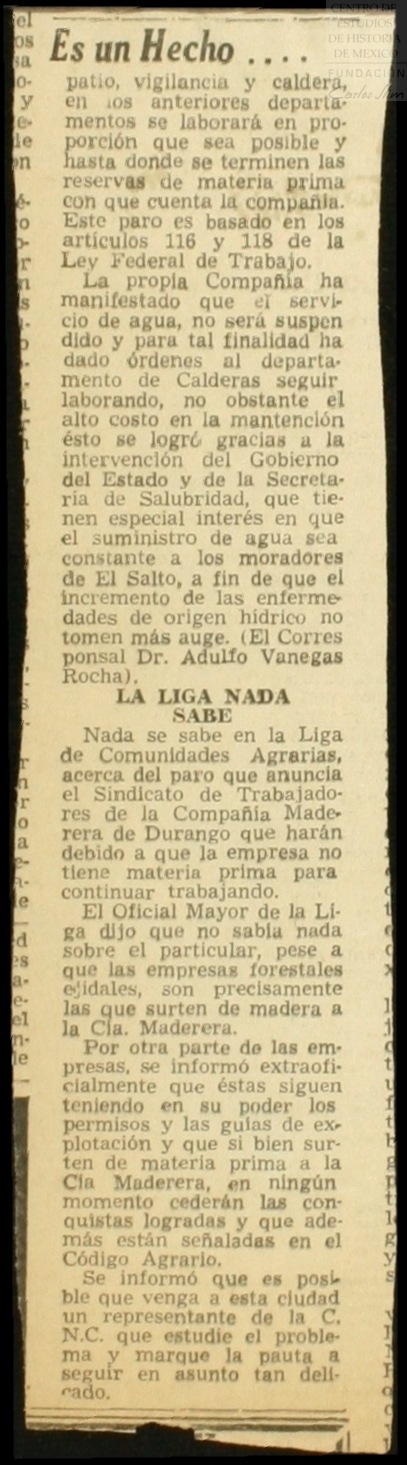 CENTRO DE
ESTUDIOS
DE HISTORIA
DE MEXICO
FUNDACIÓN
Carlos Slim
Es un Hecho ....
patio, vigilancia y caldera,
en los anteriores departa-
mentos se laborará en pro-
porción que sea posible y
hasta donde se terminen las
reservas de materia prima
con que cuenta la compañía.
Este paro es basado en los
artículos 116 y 118 de la
Ley Federal de Trabajo.
La propia Compañía ha
manifestado que el servi-
cio de agua, no será suspen
dido y para tal finalidad ha
dado órdenes al departa-
mento de Calderas seguir
laborando, no obstante el
alto costo en la mantención
ésto se logró gracias a la
intervención del Gobierno
del Estado y de la Secreta-
ría de Salubridad, que tie-
nen especial interés en que
el suministro de agua sea
constante a los moradores
de El Salto, a fin de que el
incremento de las enferme-
dades de origen hídrico no
tomen más auge. (El Corres
ponsal Dr. Adulfo Vanegas
Rocha).
LA LIGA NADA
SABE
Nada se sabe en la Liga
de Comunidades Agrarias,
acerca del paro que anuncia
el Sindicato de Trabajado-
res de la Compañía Made-
rera de Durango que harán
debido a que la empresa no
tiene materia prima para
continuar trabajando.
El Oficial Mayor de la Li-
ga dijo que no sabía nada
sobre el particular, pese a
que las empresas forestales
ejidales, son precisamente
las que surten de madera a
la Cía. Maderera.
Por otra parte de las em-
presas, se informó extraofi-
cialmente que éstas siguen
teniendo en su poder los
permisos y las guías de ex-
plotación y que si bien sur-
ten de materia prima a la
Cía Maderera, en ningún
momento cederán las con-
quistas logradas y que ade-
más están señaladas en el
Código Agrario.
Se informó que es posi-
ble que venga a esta ciudad
un representante de la C.
N.C. que estudie el proble-
ma y marque la pauta a
seguir en asunto tan deli-
cado.